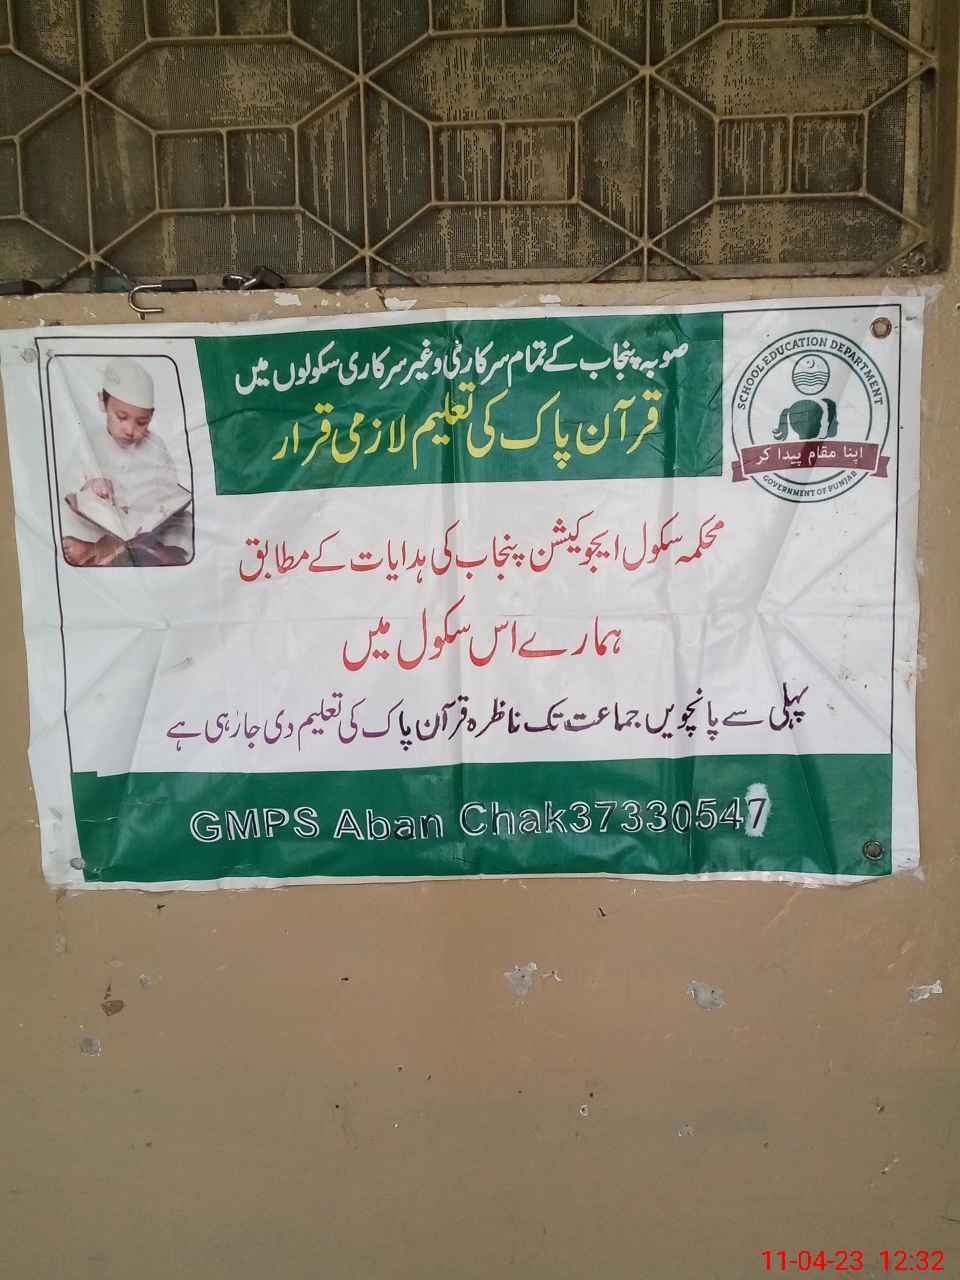 صوبہ پنجاب کے تمام سرکاری و غیر سرکاری سکولوں میں
قرآن پاک کی تعلیم لازمی قرار
SCHOOL EDUCATION DEPARTMENT
اپنا مقام پیدا کر
GOVERNMENT OF PUNJAB
محکمہ سکول ایجوکیشن پنجاب کی ہدایات کے مطابق
ہمارے اس سکول میں
پہلی سے پانچویں جماعت تک ناظرہ قرآن پاک کی تعلیم دی جا رہی ہے
GMPS Aban Chak37330547
11-04-23 12:32